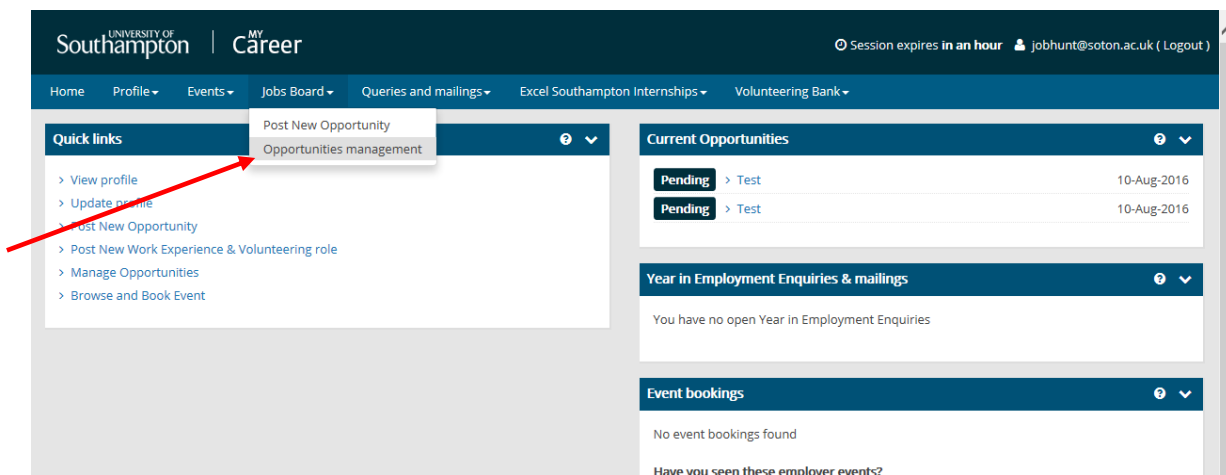 UNIVERSITY OF
Southampton | MY Career
Session expires in an hour jobhunt@soton.ac.uk ( Logout )
Home Profile Events Jobs Board Queries and mailings Excel Southampton Internships Volunteering Bank
Post New Opportunity
Opportunities management
Quick links
> View profile
> Update profile
> Post New Opportunity
> Post New Work Experience & Volunteering role
> Manage Opportunities
> Browse and Book Event
Current Opportunities
Pending > Test 10-Aug-2016
Pending > Test 10-Aug-2016
Year in Employment Enquiries & mailings
You have no open Year in Employment Enquiries
Event bookings
No event bookings found
Have you seen these employer events?